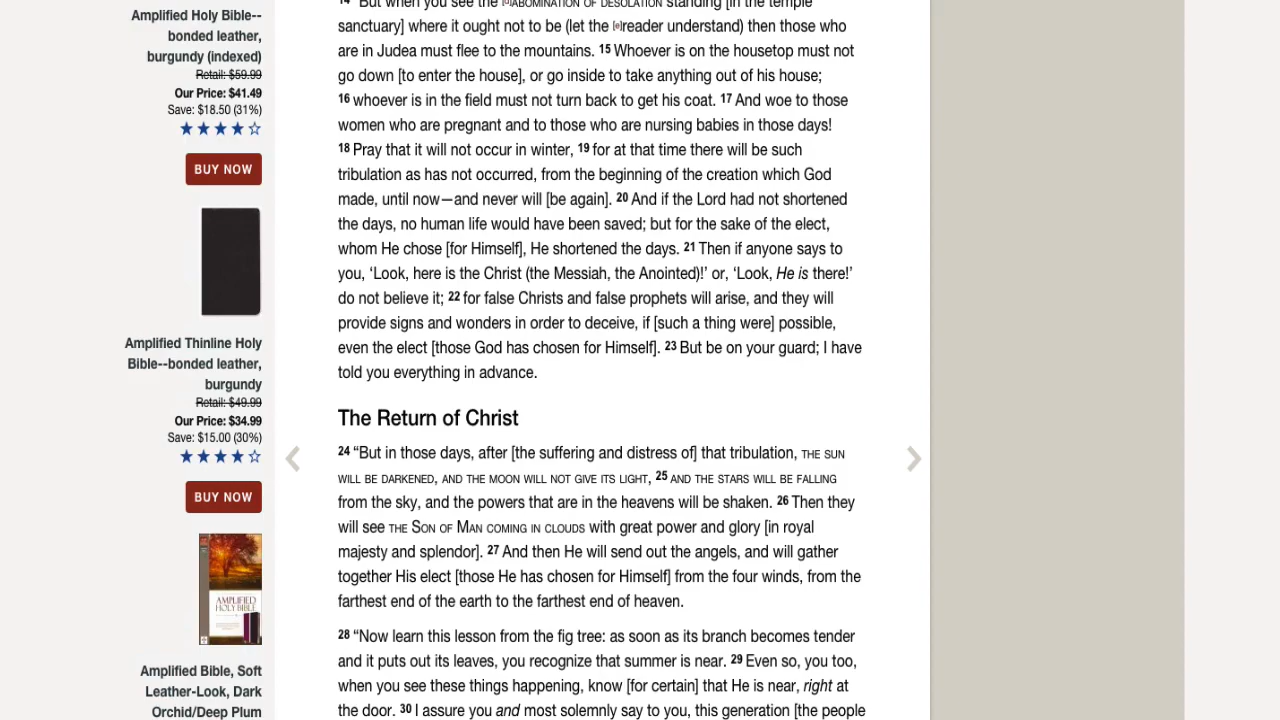 Amplified Holy Bible--
bonded leather,
burgundy (indexed)
Retail: $59.99
Our Price: $41.49
Save: $18.50 (31%)
BUY NOW
Amplified Thinline Holy
Bible--bonded leather,
burgundy
Retail: $49.99
Our Price: $34.99
Save: $15.00 (30%)
BUY NOW
AMPLIFIED
HOLY BIBLE
Amplified Bible, Soft
Leather-Look, Dark
Orchid/Deep Plum
14 “But when you see the ABOMINATION OF DESOLATION standing [in the temple
sanctuary] where it ought not to be (let the [e]reader understand) then those who
are in Judea must flee to the mountains. 15 Whoever is on the housetop must not
go down [to enter the house], or go inside to take anything out of his house;
16 whoever is in the field must not turn back to get his coat. 17 And woe to those
women who are pregnant and to those who are nursing babies in those days!
18 Pray that it will not occur in winter, 19 for at that time there will be such
tribulation as has not occurred, from the beginning of the creation which God
made, until now—and never will [be again]. 20 And if the Lord had not shortened
the days, no human life would have been saved; but for the sake of the elect,
whom He chose [for Himself], He shortened the days. 21 Then if anyone says to
you, ‘Look, here is the Christ (the Messiah, the Anointed)!’ or, ‘Look, He is there!’
do not believe it; 22 for false Christs and false prophets will arise, and they will
provide signs and wonders in order to deceive, if [such a thing were] possible,
even the elect [those God has chosen for Himself]. 23 But be on your guard; I have
told you everything in advance.
The Return of Christ
24 “But in those days, after [the suffering and distress of] that tribulation, THE SUN
WILL BE DARKENED, AND THE MOON WILL NOT GIVE ITS LIGHT, 25 AND THE STARS WILL BE FALLING
from the sky, and the powers that are in the heavens will be shaken. 26 Then they
will see THE SON OF MAN COMING IN CLOUDS with great power and glory [in royal
majesty and splendor]. 27 And then He will send out the angels, and will gather
together His elect [those He has chosen for Himself] from the four winds, from the
farthest end of the earth to the farthest end of heaven.
28 “Now learn this lesson from the fig tree: as soon as its branch becomes tender
and it puts out its leaves, you recognize that summer is near. 29 Even so, you too,
when you see these things happening, know [for certain] that He is near, right at
the door. 30 I assure you and most solemnly say to you, this generation [the people